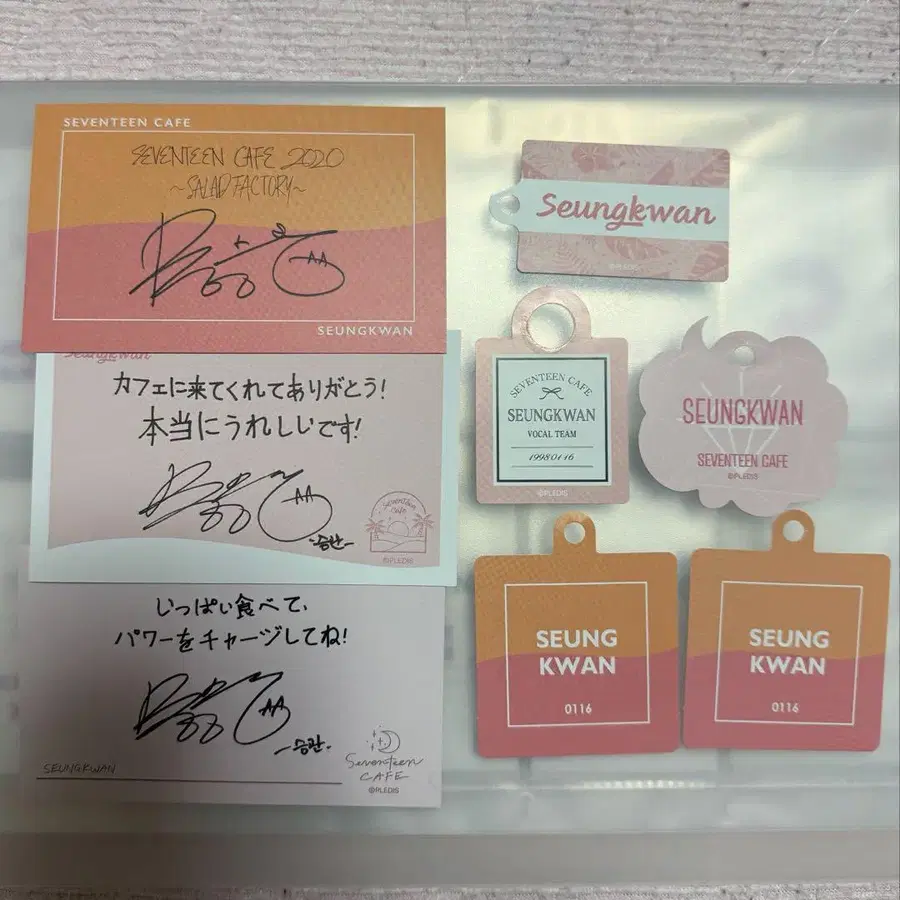 SEVENTEEN CAFE
SEVENTEEN CAFE 2020
~SALAD FACTORY~
SEUNGKWAN
Seungkwan
カフェに来てくれてありがとう!
本当にうれしいです!
-승관-
Seventeen
Cafe
©PLEDIS
いっぱい食べて、
パワーをチャージしてね!
-승관-
SEUNGKWAN
Seventeen
CAFE
©PLEDIS
Seungkwan
©PLEDIS
SEVENTEEN CAFE
SEUNGKWAN
VOCAL TEAM
19980116
©PLEDIS
SEUNGKWAN
SEVENTEEN CAFE
©PLEDIS
SEUNG
KWAN
0116
SEUNG
KWAN
0116